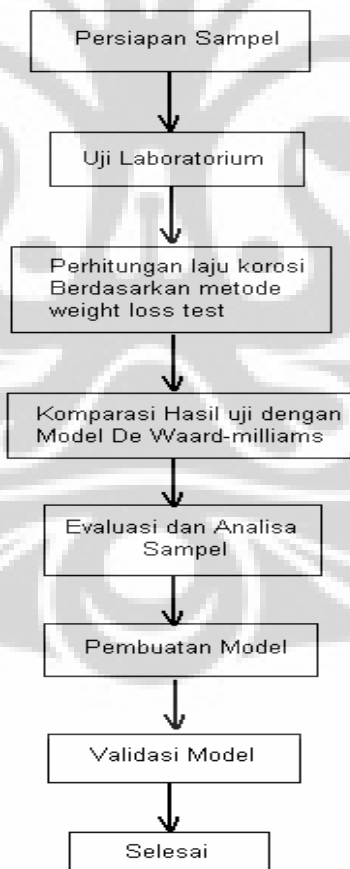 Persiapan Sampel
Uji Laboratorium
Perhitungan laju korosi
Berdasarkan metode
weight loss test
Komparasi Hasil uji dengan
Model De Waard-milliams
Evaluasi dan Analisa
Sampel
Pembuatan Model
Validasi Model
Selesai